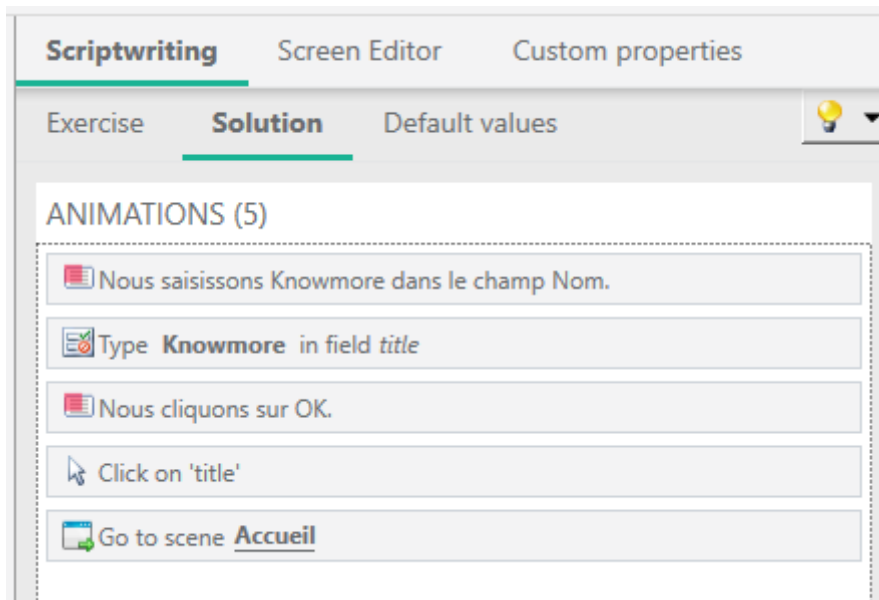 Scriptwriting Screen Editor Custom properties
Exercise Solution Default values
ANIMATIONS (5)
Nous saisissons Knowmore dans le champ Nom.
Type Knowmore in field title
Nous cliquons sur OK.
Click on 'title'
Go to scene Accueil